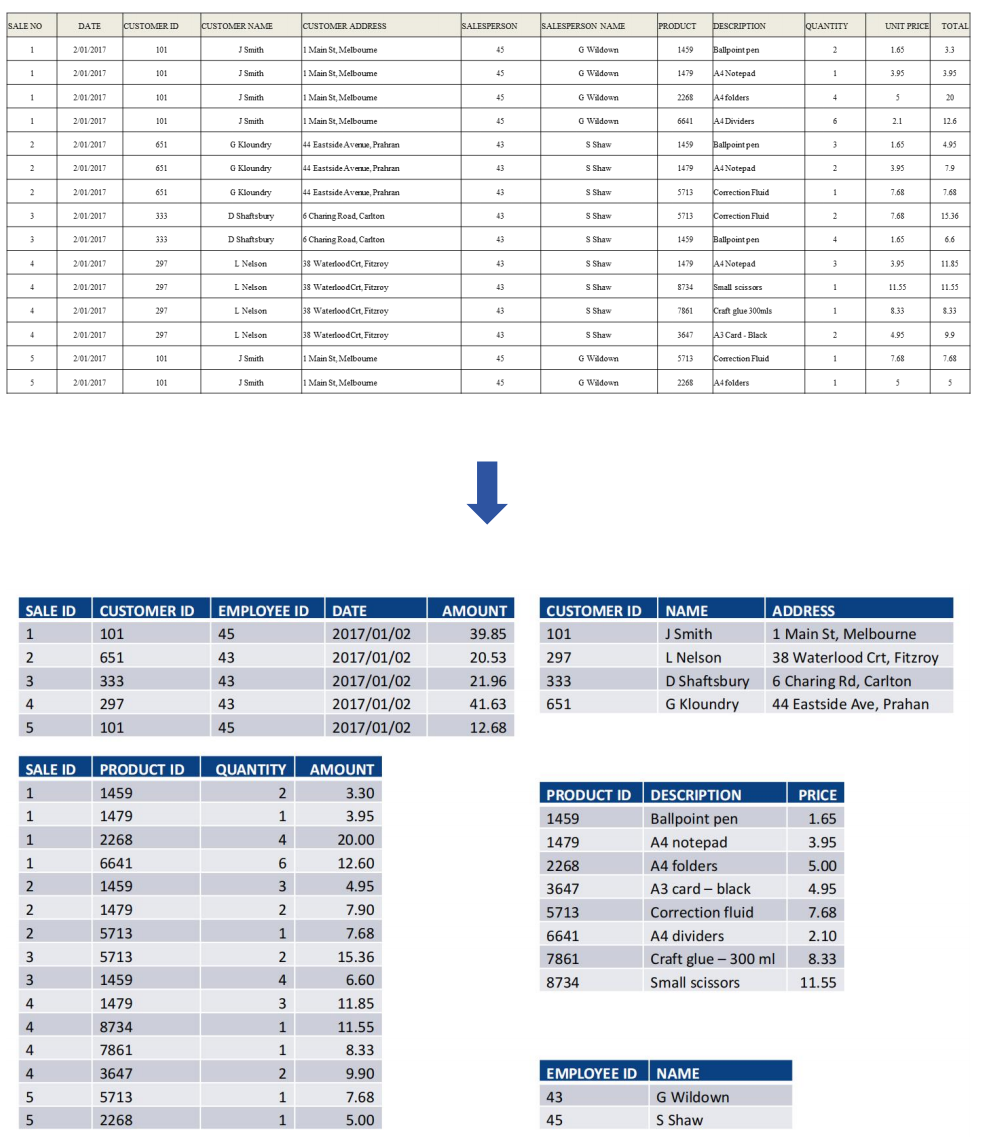 SALE NO DATE CUSTOMER ID CUSTOMER NAME CUSTOMER ADDRESS SALESPERSON SALESPERSON NAME PRODUCT DESCRIPTION QUANTITIY UNIT PRICE TOTAL
1 2/01/2017 101 J Smith 1 Main St, Melbourne 45 G Wildown 1459 Ballpoint pen 2 1.65 3.3
1 2/01/2017 101 J Smith 1 Main St, Melbourne 45 G Wildown 1479 A4 Notepad 1 3.95 3.95
1 2/01/2017 101 J Smith 1 Main St, Melbourne 45 G Wildown 2268 A4 folders 4 5 20
1 2/01/2017 101 J Smith 1 Main St, Melbourne 45 G Wildown 6641 A4 Dividers 6 2.1 12.6
2 2/01/2017 651 G Kloundry 44 Eastside Avenue, Prahran 43 S Shaw 1459 Ballpoint pen 3 1.65 4.95
2 2/01/2017 651 G Kloundry 44 Eastside Avenue, Prahran 43 S Shaw 1479 A4 Notepad 2 3.95 7.9
2 2/01/2017 651 G Kloundry 44 Eastside Avenue, Prahran 43 S Shaw 5713 Correction Fluid 1 7.68 7.68
3 2/01/2017 333 D Shaftsbury 6 Charing Road, Carlton 43 S Shaw 5713 Correction Fluid 2 7.68 15.36
3 2/01/2017 333 D Shaftsbury 6 Charing Road, Carlton 43 S Shaw 1459 Ballpoint pen 4 1.65 6.6
4 2/01/2017 297 L Nelson 38 Waterlood Crt, Fitzroy 43 S Shaw 1479 A4 Notepad 3 3.95 11.85
4 2/01/2017 297 L Nelson 38 Waterlood Crt, Fitzroy 43 S Shaw 8734 Small scissors 1 11.55 11.55
4 2/01/2017 297 L Nelson 38 Waterlood Crt, Fitzroy 43 S Shaw 7861 Craft glue 300mls 1 8.33 8.33
4 2/01/2017 297 L Nelson 38 Waterlood Crt, Fitzroy 43 S Shaw 3647 A3 Card - Black 2 4.95 9.9
5 2/01/2017 101 J Smith 1 Main St, Melbourne 45 G Wildown 5713 Correction Fluid 1 7.68 7.68
5 2/01/2017 101 J Smith 1 Main St, Melbourne 45 G Wildown 2268 A4 folders 1 5 5
SALE ID CUSTOMER ID EMPLOYEE ID DATE AMOUNT
1 101 45 2017/01/02 39.85
2 651 43 2017/01/02 20.53
3 333 43 2017/01/02 21.96
4 297 43 2017/01/02 41.63
5 101 45 2017/01/02 12.68
CUSTOMER ID NAME ADDRESS
101 J Smith 1 Main St, Melbourne
297 L Nelson 38 Waterlood Crt, Fitzroy
333 D Shaftsbury 6 Charing Rd, Carlton
651 G Kloundry 44 Eastside Ave, Prahan
SALE ID PRODUCT ID QUANTITY AMOUNT
1 1459 2 3.30
1 1479 1 3.95
1 2268 4 20.00
1 6641 6 12.60
2 1459 3 4.95
2 1479 2 7.90
2 5713 1 7.68
3 5713 2 15.36
3 1459 4 6.60
4 1479 3 11.85
4 8734 1 11.55
4 7861 1 8.33
4 3647 2 9.90
5 5713 1 7.68
5 2268 1 5.00
PRODUCT ID DESCRIPTION PRICE
1459 Ballpoint pen 1.65
1479 A4 notepad 3.95
2268 A4 folders 5.00
3647 A3 card – black 4.95
5713 Correction fluid 7.68
6641 A4 dividers 2.10
7861 Craft glue – 300 ml 8.33
8734 Small scissors 11.55
EMPLOYEE ID NAME
43 G Wildown
45 S Shaw